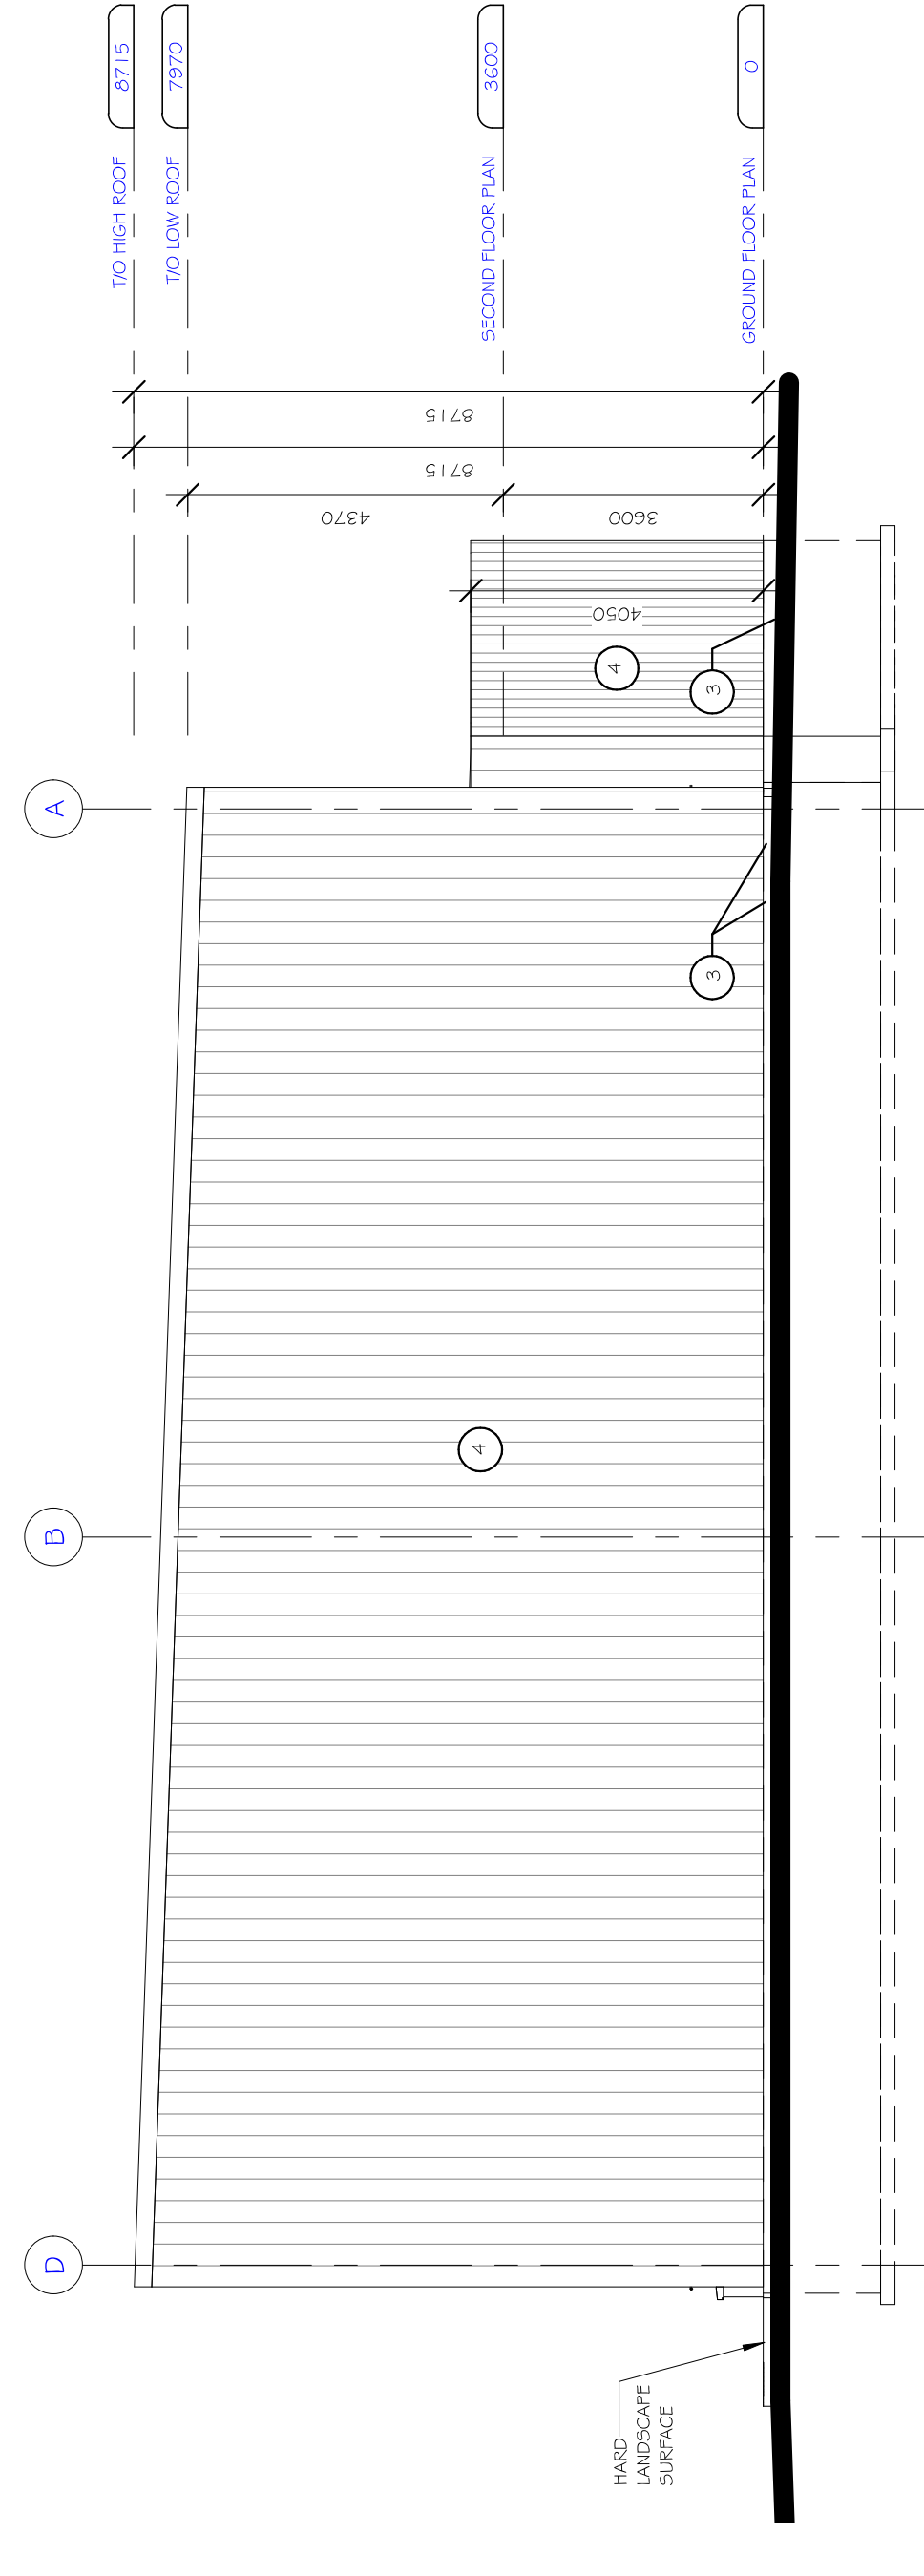 8715
T/O HIGH ROOF
7970
T/O LOW ROOF
3600
SECOND FLOOR PLAN
0
GROUND FLOOR PLAN
8715
8715
4370
3600
4050
4
3
A
3
4
B
D
HARD
LANDSCAPE
SURFACE